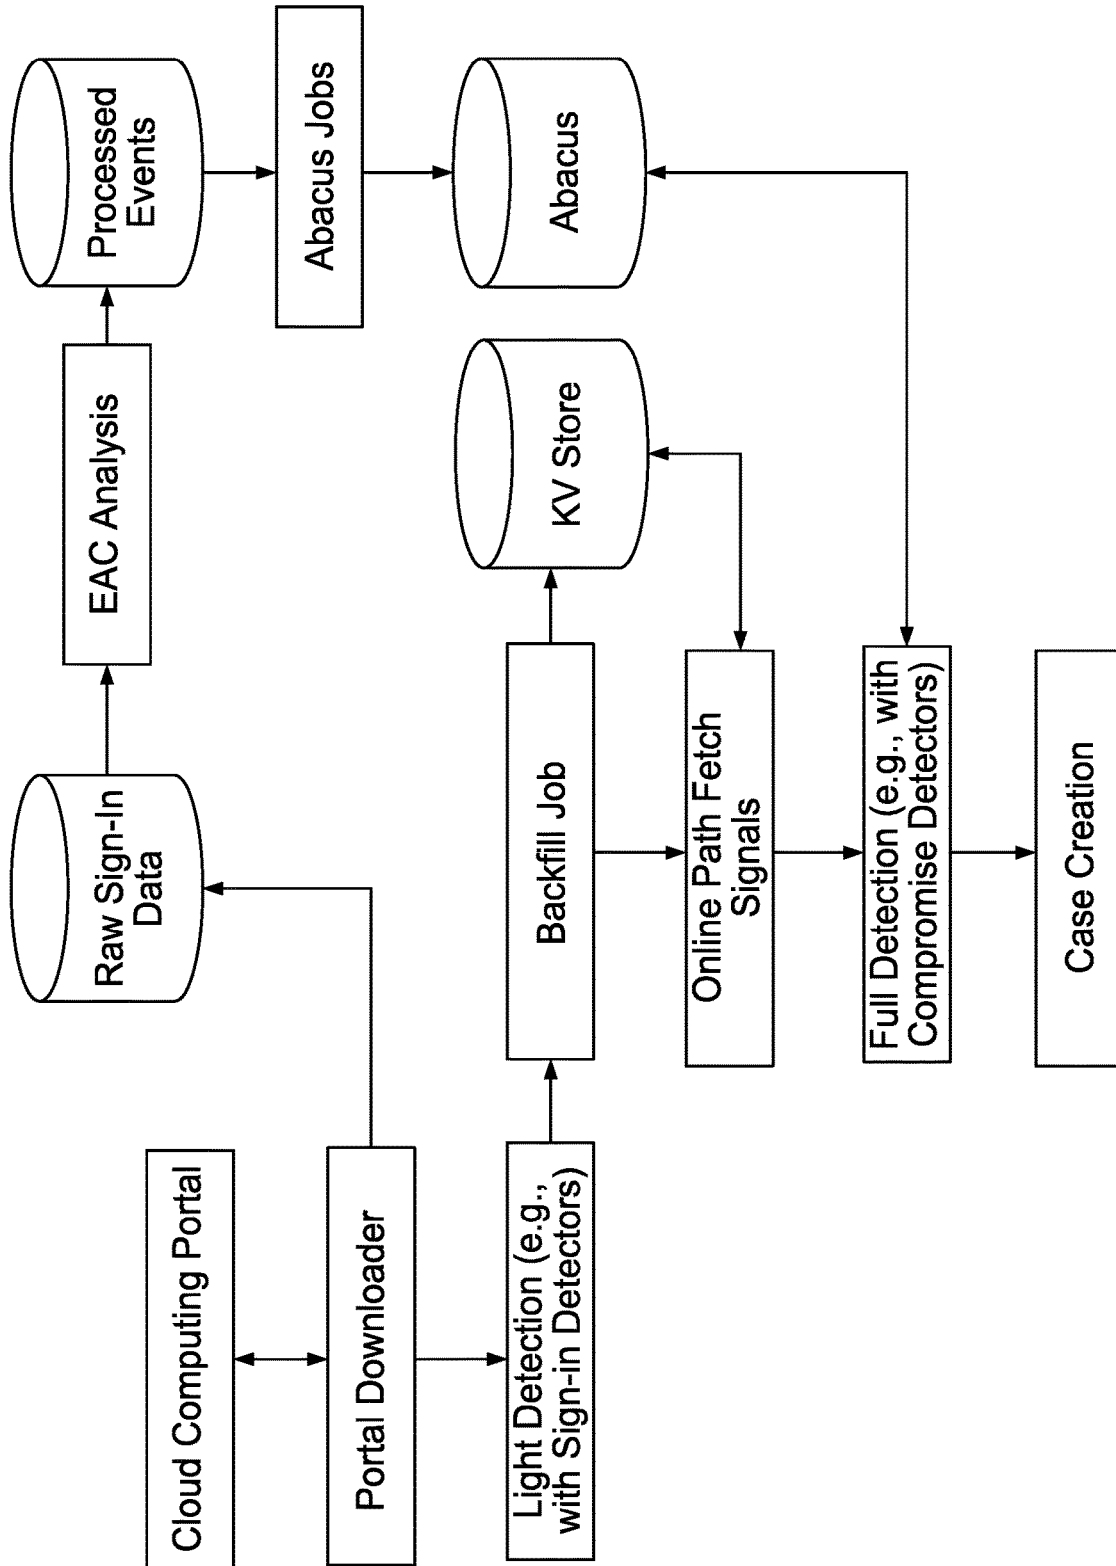 Cloud Computing Portal
Portal Downloader
Light Detection (e.g.,
with Sign-in Detectors)
Raw Sign-In
Data
EAC Analysis
Processed
Events
Abacus Jobs
Abacus
KV Store
Backfill Job
Online Path Fetch
Signals
Full Detection (e.g., with
Compromise Detectors)
Case Creation